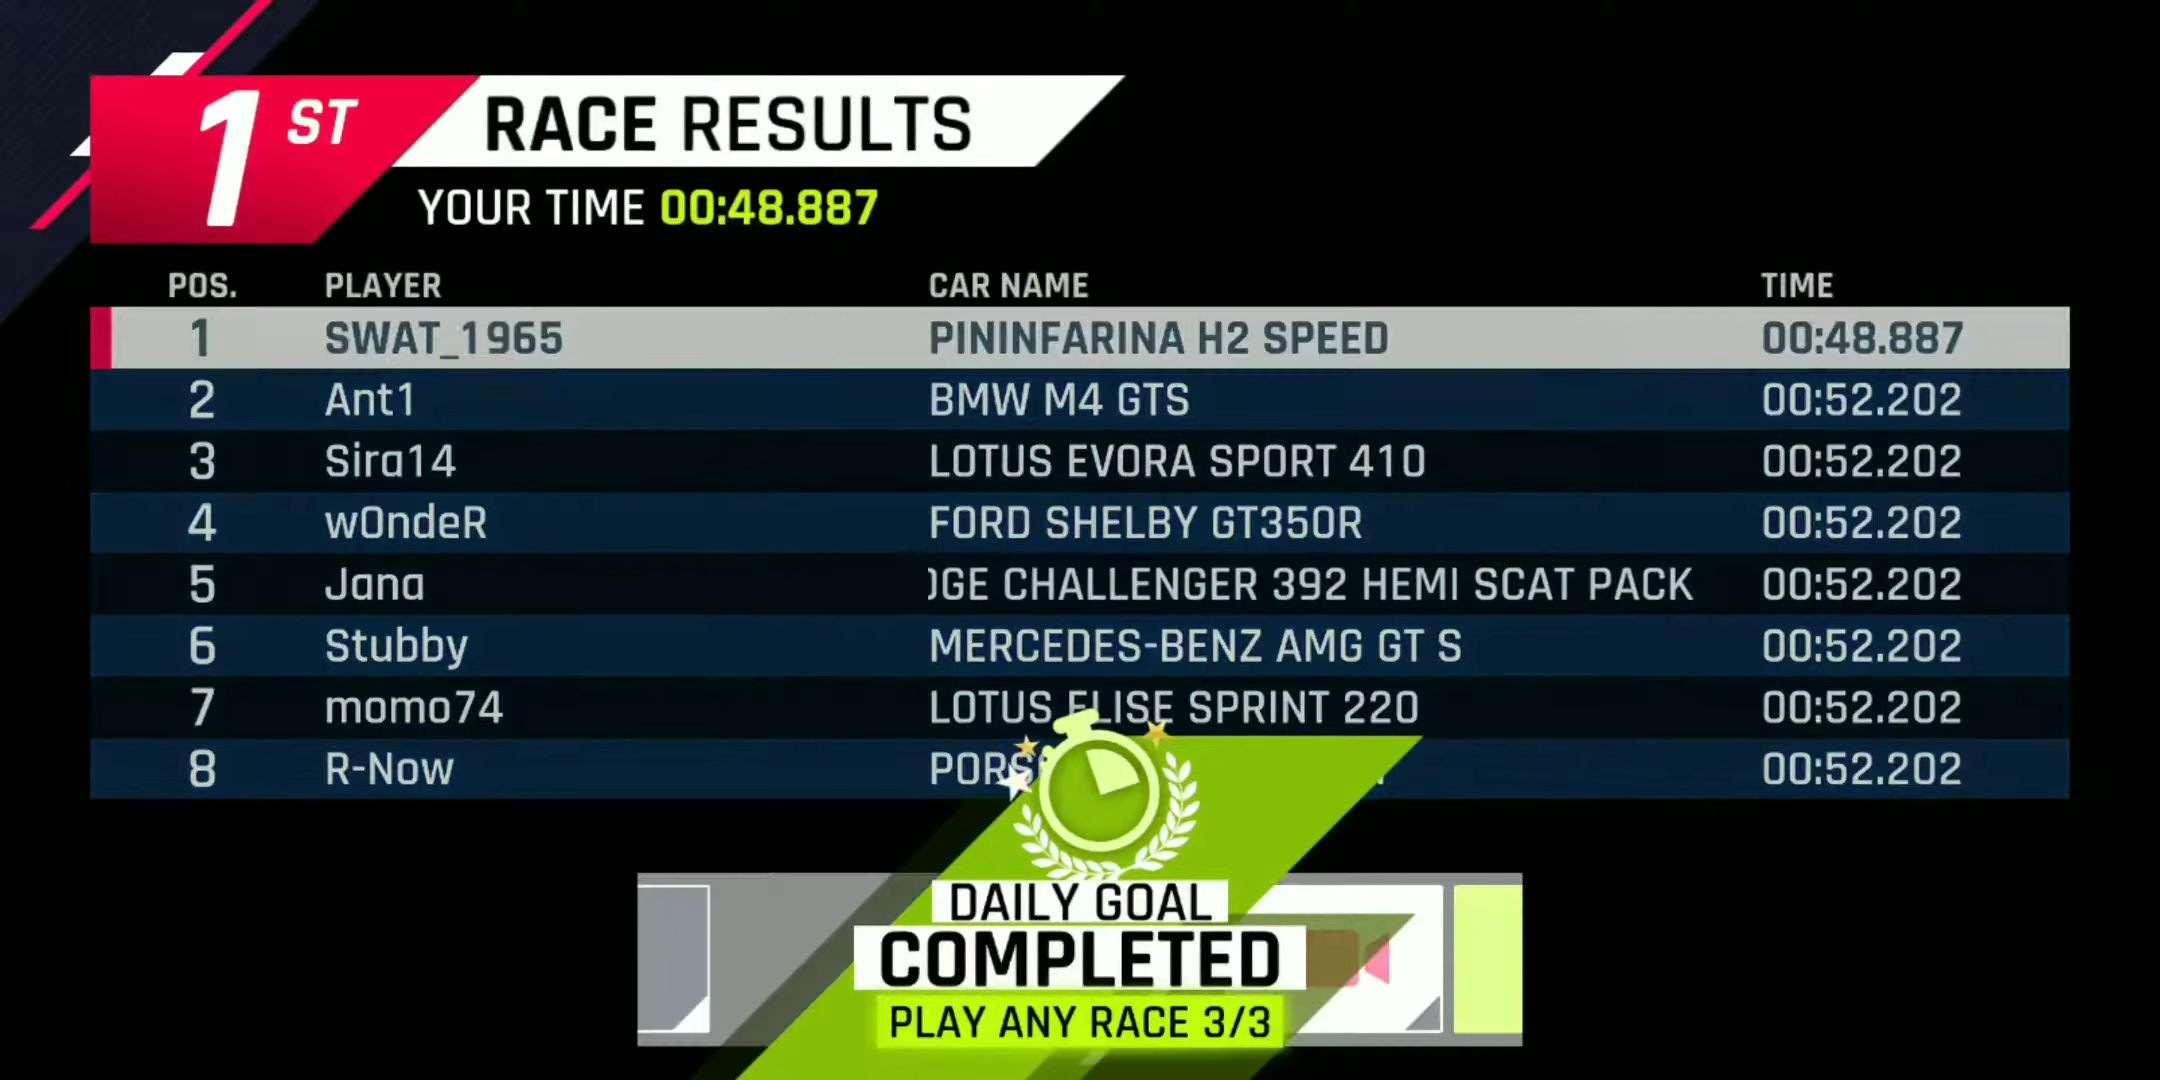 1ST
RACE RESULTS
YOUR TIME 00:48.887
POS. PLAYER CAR NAME TIME
1 SWAT_1965 PININFARINA H2 SPEED 00:48.887
2 Ant1 BMW M4 GTS 00:52.202
3 Sira14 LOTUS EVORA SPORT 410 00:52.202
4 w0ndeR FORD SHELBY GT350R 00:52.202
5 Jana CHALLENGER 392 HEMI SCAT PACK 00:52.202
6 Stubby MERCEDES-BENZ AMG GT S 00:52.202
7 momo74 LOTUS ELISE SPRINT 220 00:52.202
8 R-Now 00:52.202
DAILY GOAL
COMPLETED
PLAY ANY RACE 3/3